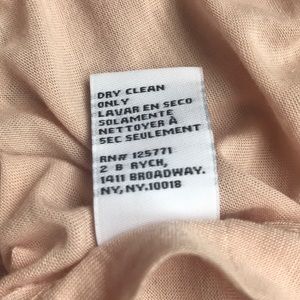 DRY CLEAN
ONLY
LAVAR EN SECO
SOLAMENTE
NETTOYER À
SEC SEULEMENT
RN# 125771
2 B RYCH,
1411 BROADWAY.
NY, NY.10018